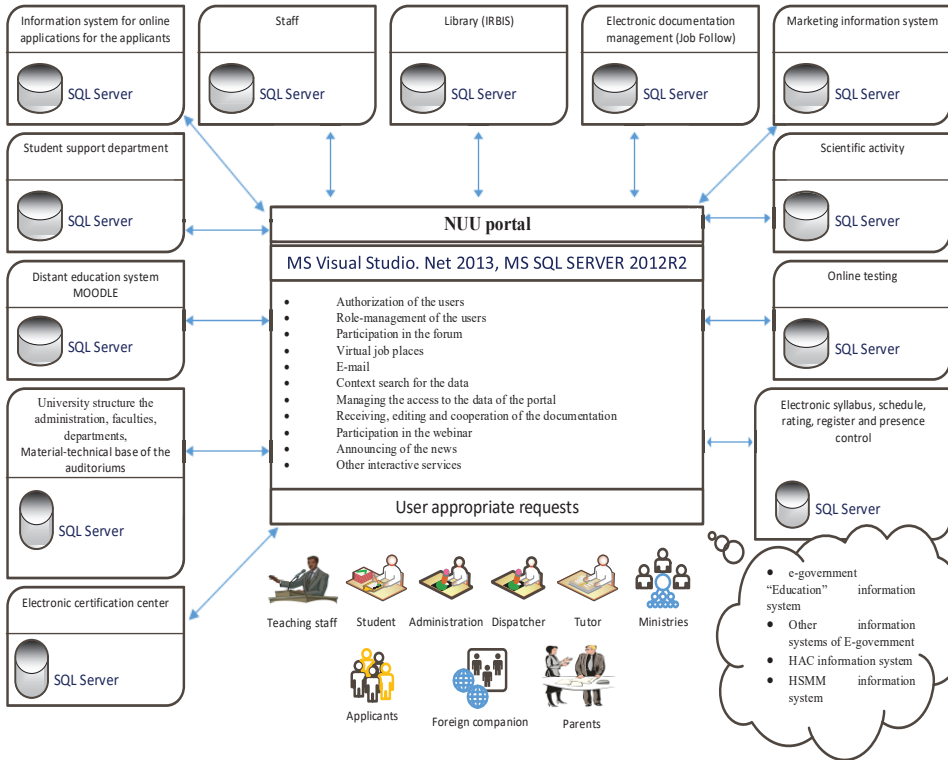 Information system for online
applications for the applicants
SQL Server
Staff
SQL Server
Library (IRBIS)
SQL Server
Electronic documentation
management (Job Follow)
SQL Server
Marketing information system
SQL Server
Student support department
SQL Server
Scientific activity
SQL Server
Distant education system
MOODLE
SQL Server
Online testing
SQL Server
University structure the
administration, faculties,
departments,
Material-technical base of the
auditoriums
SQL Server
Electronic syllabus, schedule,
rating, register and presence
control
SQL Server
Electronic certification center
SQL Server
NUU portal
MS Visual Studio. Net 2013, MS SQL SERVER 2012R2
• Authorization of the users
• Role-management of the users
• Participation in the forum
• Virtual job places
• E-mail
• Context search for the data
• Managing the access to the data of the portal
• Receiving, editing and cooperation of the documentation
• Participation in the webinar
• Announcing of the news
• Other interactive services
User appropriate requests
Teaching staff
Student
Administration
Dispatcher
Tutor
Ministries
Applicants
Foreign companion
Parents
• e-government
“Education” information
system
• Other information
systems of E-government
• HAC information system
• HSMM information
system